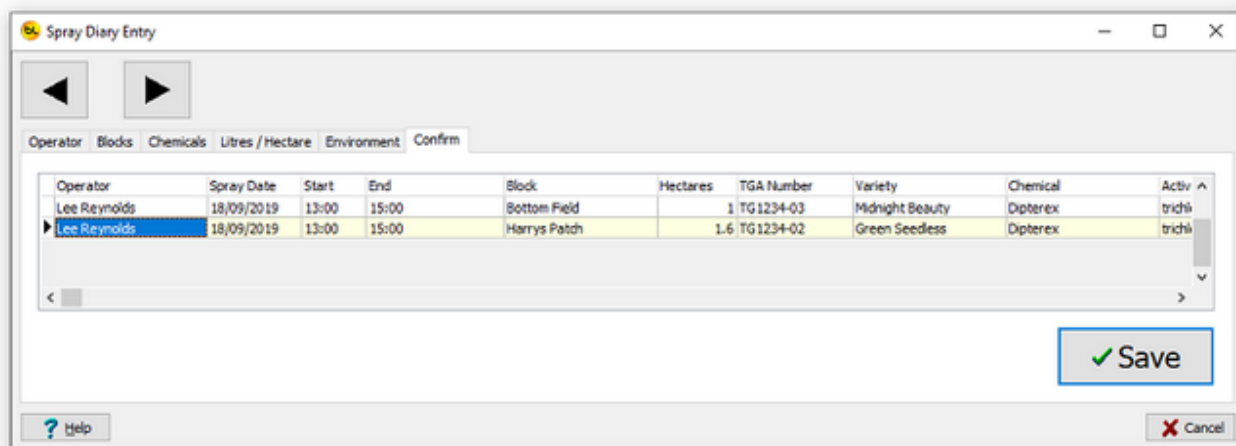 Spray Diary Entry
Operator Blocks Chemicals Litres / Hectare Environment Confirm
Operator Spray Date Start End Block Hectares TGA Number Variety Chemical Activ
Lee Reynolds 18/09/2019 13:00 15:00 Bottom Field 1 TG1234-03 Midnight Beauty Dipterex trichl
Lee Reynolds 18/09/2019 13:00 15:00 Harrys Patch 1.6 TG1234-02 Green Seedless Dipterex trichl
Save
Help Cancel